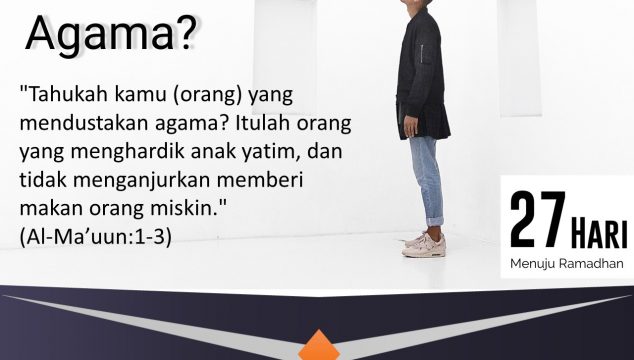 Agama?
"Tahukah kamu (orang) yang
mendustakan agama? Itulah orang
yang menghardik anak yatim, dan
tidak menganjurkan memberi
makan orang miskin."
(Al-Ma’uun:1-3)
27 HARI
Menuju Ramadhan